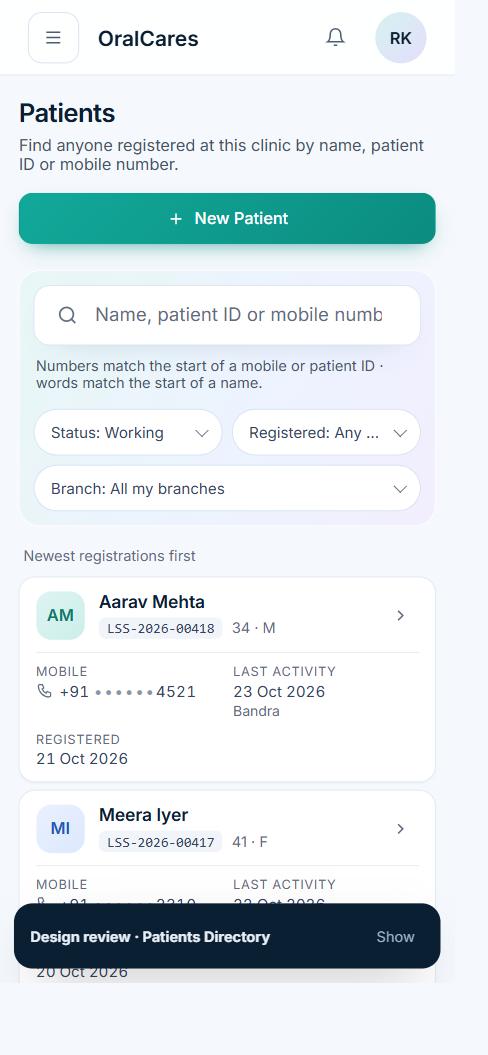 OralCares
RK
Patients
Find anyone registered at this clinic by name, patient
ID or mobile number.
+ New Patient
Name, patient ID or mobile numb
Numbers match the start of a mobile or patient ID ·
words match the start of a name.
Status: Working
Registered: Any ...
Branch: All my branches
Newest registrations first
AM
Aarav Mehta
LSS-2026-00418
34 · M
MOBILE
LAST ACTIVITY
+91 ••••••4521
23 Oct 2026
Bandra
REGISTERED
21 Oct 2026
MI
Meera Iyer
LSS-2026-00417
41 · F
MOBILE
LAST ACTIVITY
Design review · Patients Directory
Show
20 Oct 2026